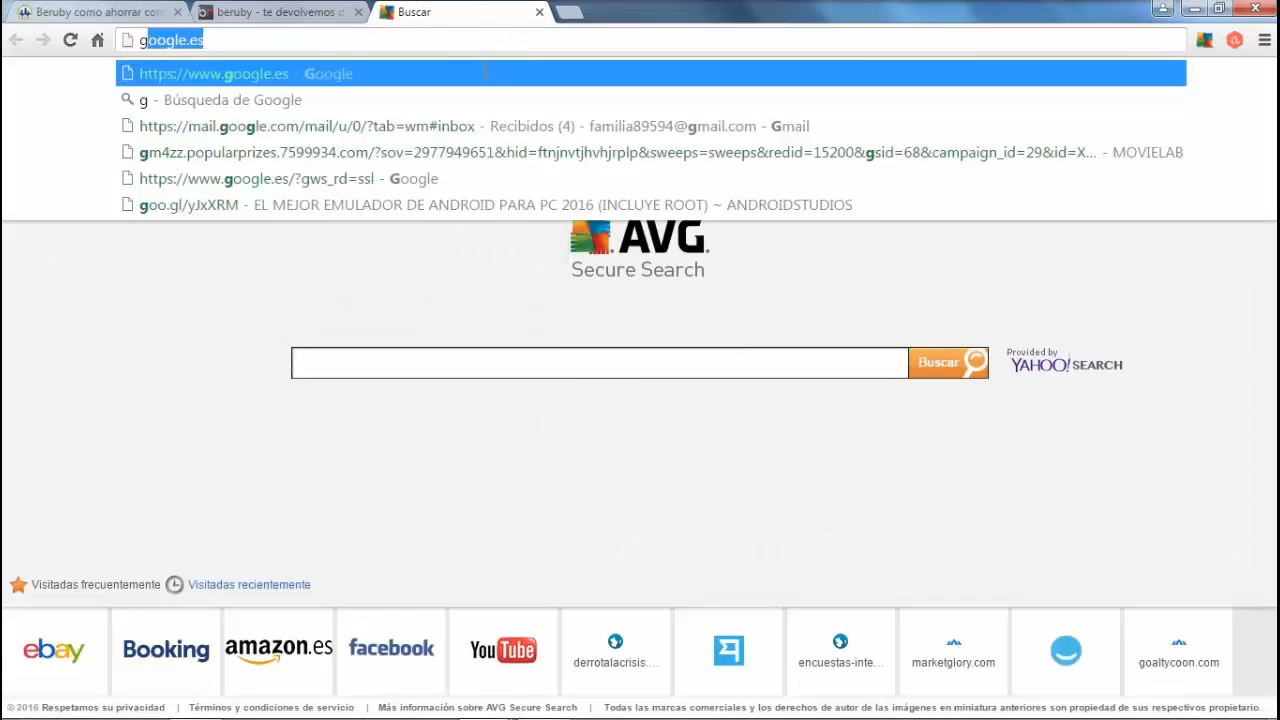 Beruby como ahorrar com
beruby - te devolvemos d
Buscar
google.es
https://www.google.es - Google
g - Búsqueda de Google
https://mail.google.com/mail/u/0/?tab=wm#inbox - Recibidos (4) - familia89594@gmail.com - Gmail
gm4zz.popularprizes.7599934.com/?sov=2977949651&hid=ftnjnvtjhvhjrplp&sweeps=sweeps&redid=15200&gsid=68&campaign_id=29&id=X... - MOVIELAB
https://www.google.es/?gws_rd=ssl - Google
goo.gl/yJxXRM - EL MEJOR EMULADOR DE ANDROID PARA PC 2016 (INCLUYE ROOT) ~ ANDROIDSTUDIOS
AVG.
Secure Search
Buscar
Provided by
YAHOO! SEARCH
Visitadas frecuentemente
Visitadas recientemente
ebay
Booking
amazon.es
facebook
YouTube
derrotalacrisis....
encuestas-inte...
marketglory.com
goaltycoon.com
© 2016 Respetamos su privacidad | Términos y condiciones de servicio | Más información sobre AVG Secure Search | Todas las marcas comerciales y los derechos de autor de las imágenes en miniatura anteriores son propiedad de sus respectivos propietario...